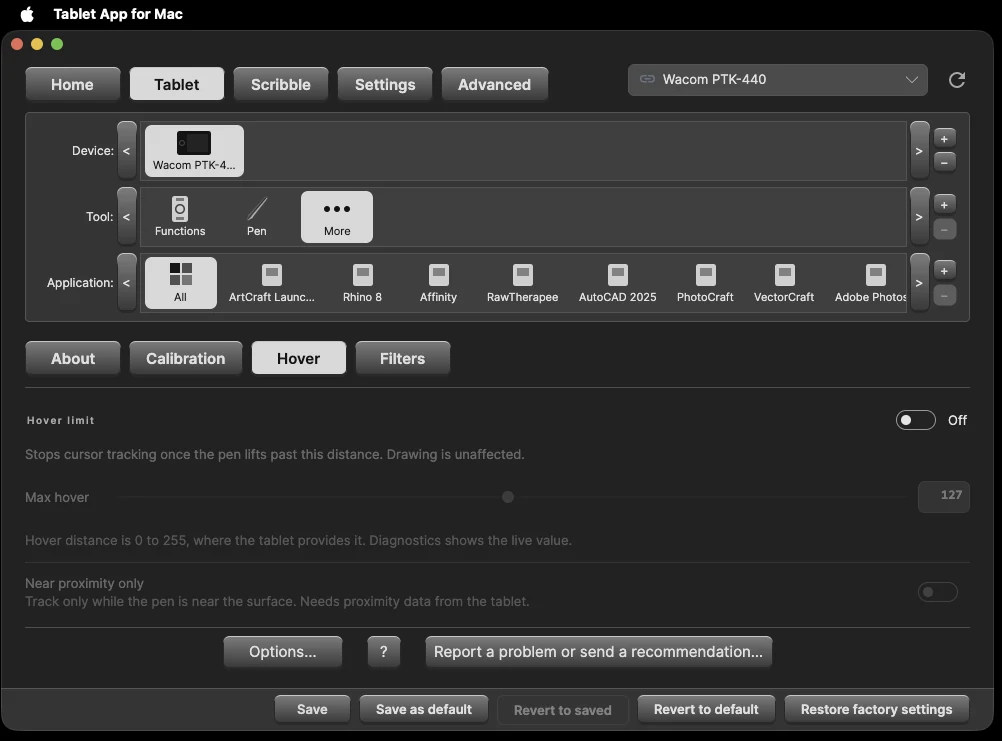 Tablet App for Mac
Home Tablet Scribble Settings Advanced Wacom PTK-440
Device: < Wacom PTK-4... > + −
Tool: < Functions Pen More > + −
Application: < All ArtCraft Launc... Rhino 8 Affinity RawTherapee AutoCAD 2025 PhotoCraft VectorCraft Adobe Photos > + −
About Calibration Hover Filters
Hover limit Off
Stops cursor tracking once the pen lifts past this distance. Drawing is unaffected.
Max hover 127
Hover distance is 0 to 255, where the tablet provides it. Diagnostics shows the live value.
Near proximity only
Track only while the pen is near the surface. Needs proximity data from the tablet.
Options... ? Report a problem or send a recommendation...
Save Save as default Revert to saved Revert to default Restore factory settings